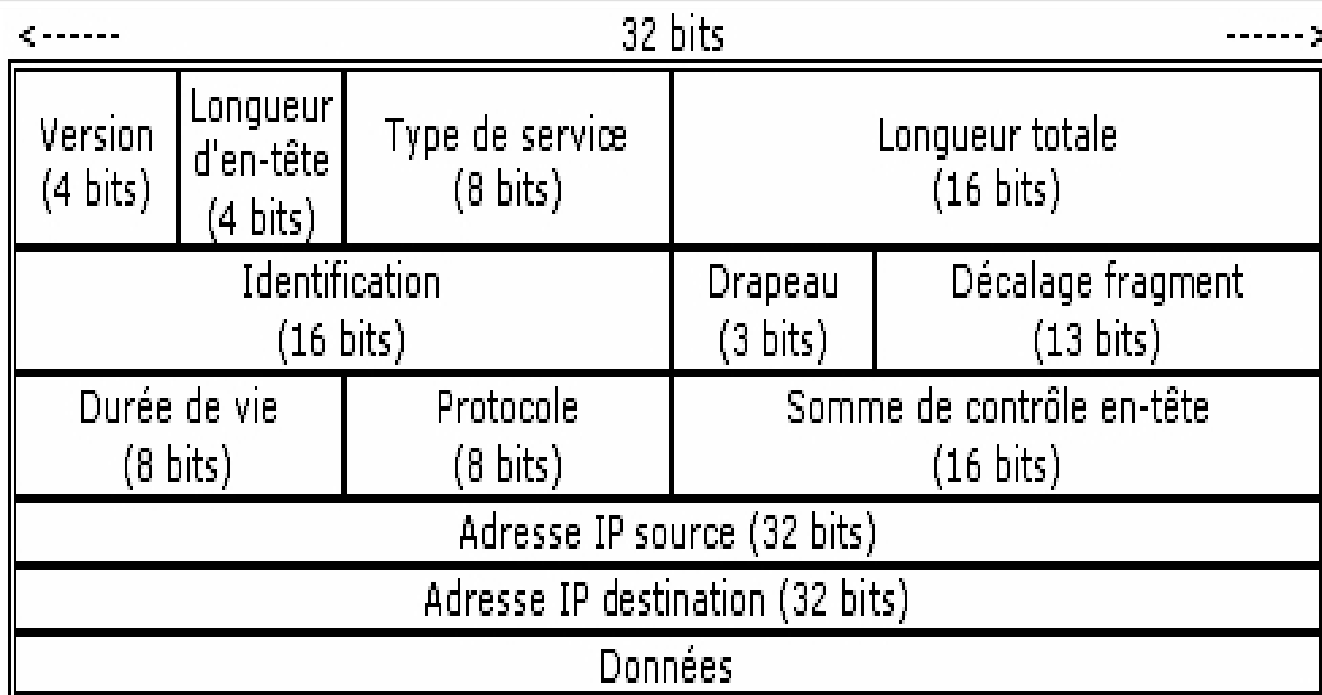 <------ 32 bits ------>
Version
(4 bits)
Longueur
d'en-tête
(4 bits)
Type de service
(8 bits)
Longueur totale
(16 bits)
Identification
(16 bits)
Drapeau
(3 bits)
Décalage fragment
(13 bits)
Durée de vie
(8 bits)
Protocole
(8 bits)
Somme de contrôle en-tête
(16 bits)
Adresse IP source (32 bits)
Adresse IP destination (32 bits)
Données